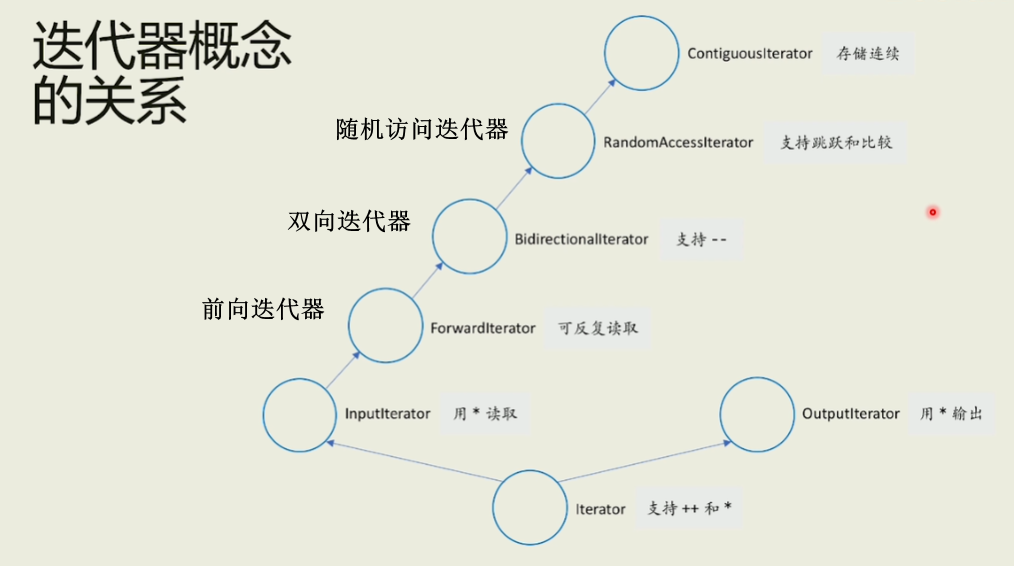 迭代器概念
的关系
ContiguousIterator 存储连续
随机访问迭代器
RandomAccessIterator 支持跳跃和比较
双向迭代器
BidirectionalIterator 支持 --
前向迭代器
ForwardIterator 可反复读取
InputIterator 用 * 读取
OutputIterator 用 * 输出
Iterator 支持 ++ 和 *